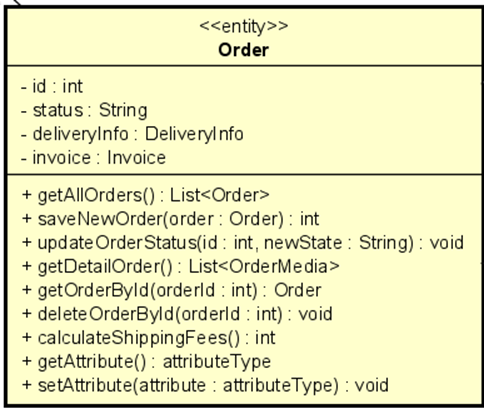 <<entity>>
Order
- id : int
- status : String
- deliveryInfo : DeliveryInfo
- invoice : Invoice
+ getAllOrders() : List<Order>
+ saveNewOrder(order : Order) : int
+ updateOrderStatus(id : int, newState : String) : void
+ getDetailOrder() : List<OrderMedia>
+ getOrderById(orderId : int) : Order
+ deleteOrderById(orderId : int) : void
+ calculateShippingFees() : int
+ getAttribute() : attributeType
+ setAttribute(attribute : attributeType) : void